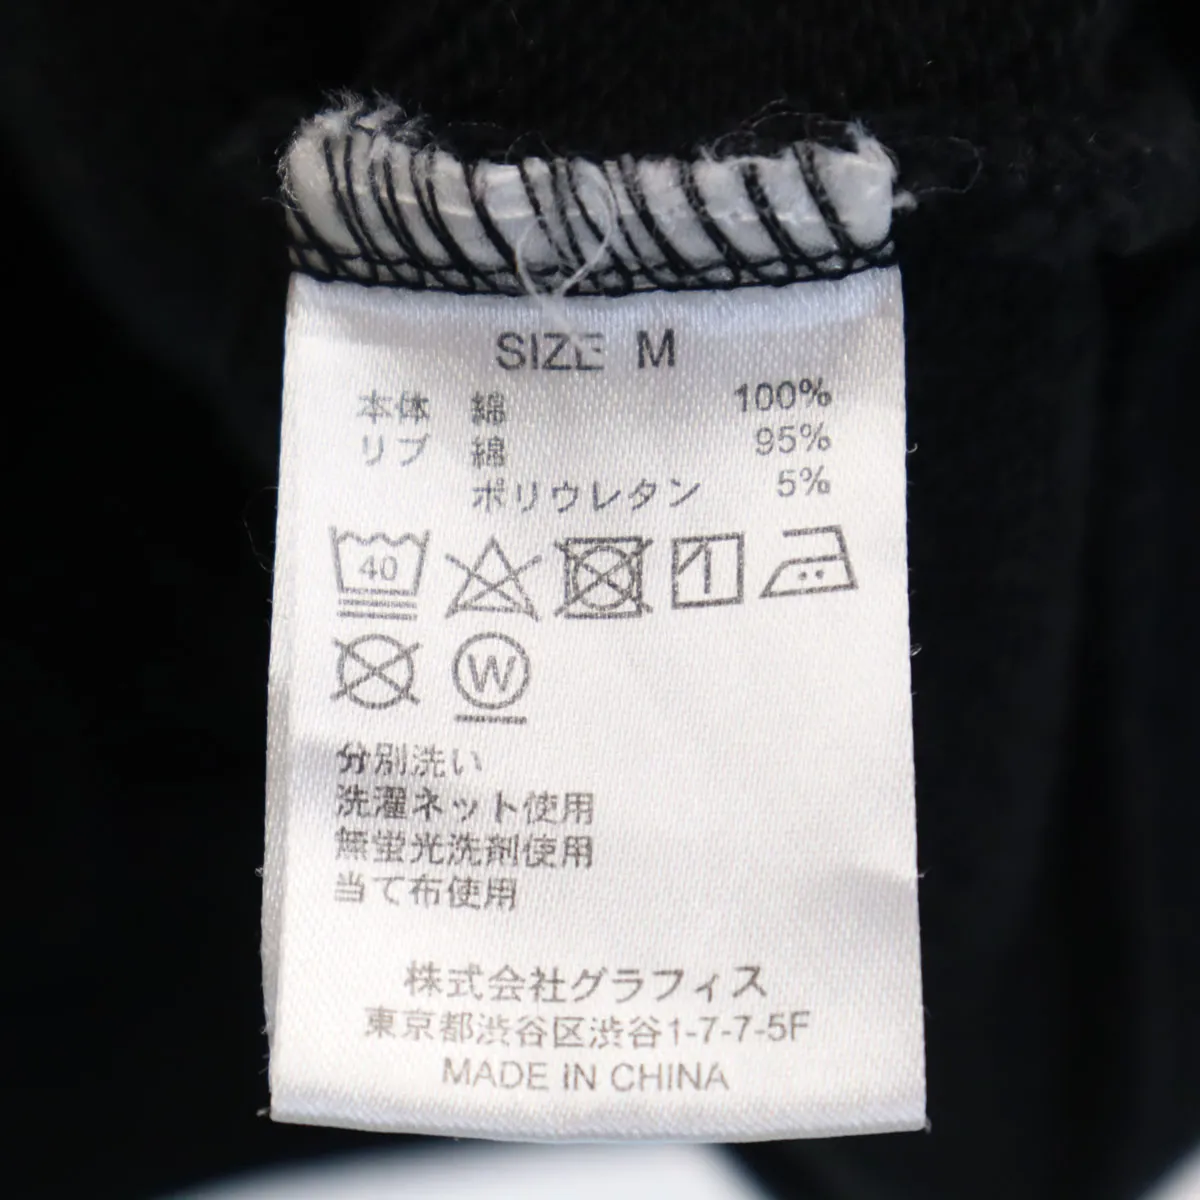 SIZE M
本体 綿 100%
リブ 綿 95%
ポリウレタン 5%
40
W
分別洗い
洗濯ネット使用
無蛍光洗剤使用
当て布使用
株式会社グラフィス
東京都渋谷区渋谷1-7-7-5F
MADE IN CHINA